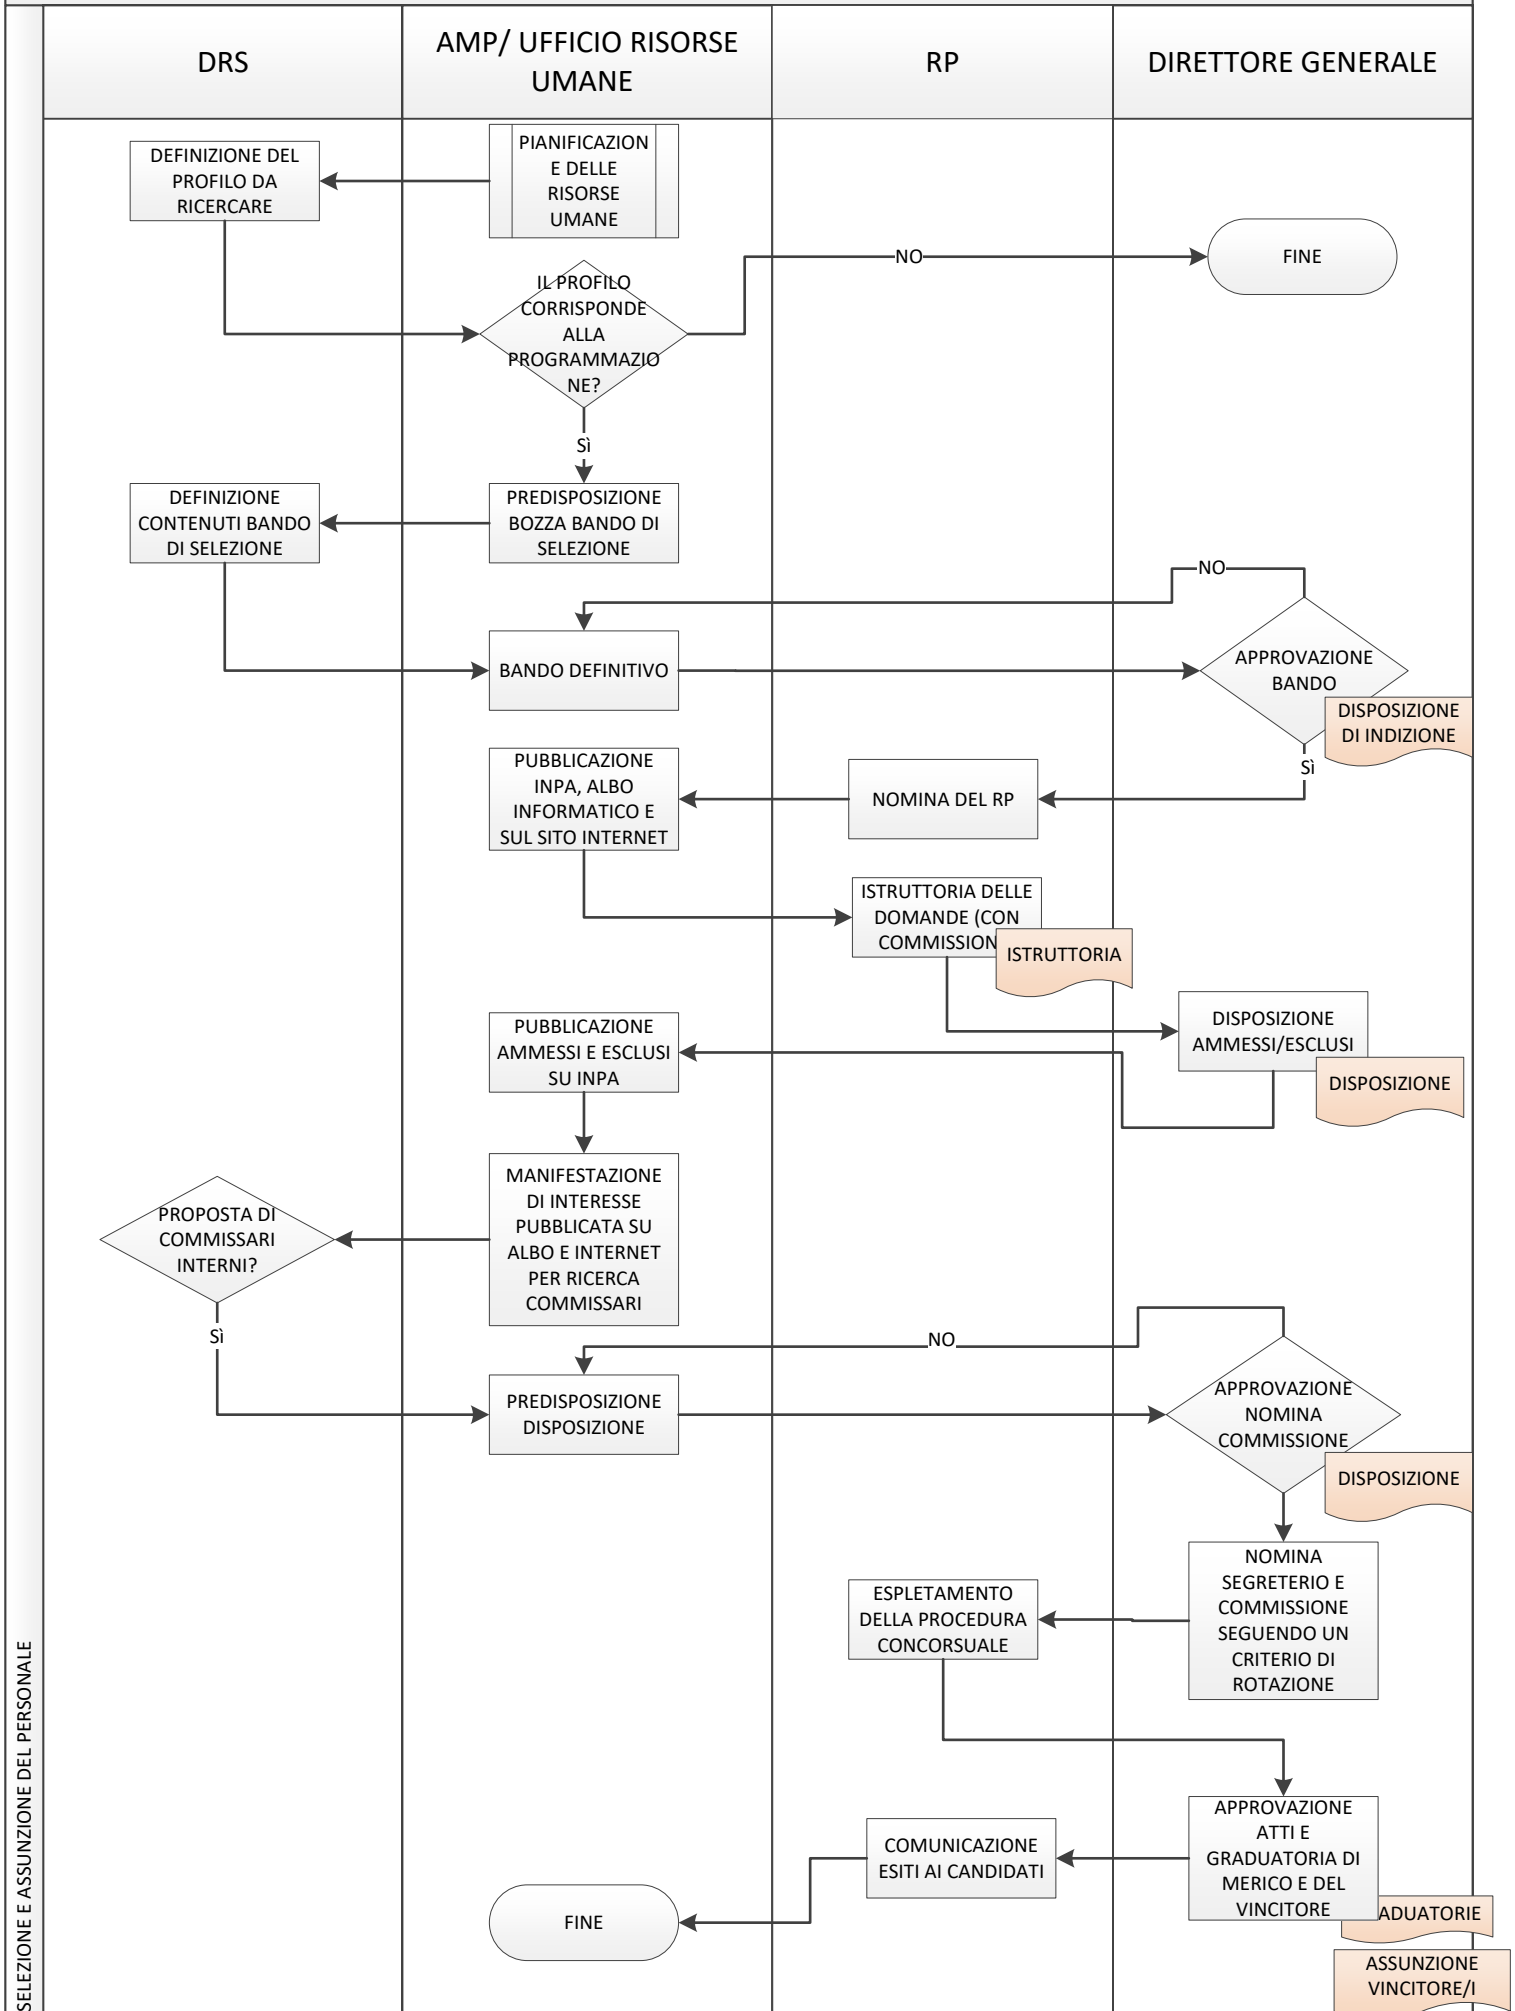 DRS
AMP/ UFFICIO RISORSE
UMANE
RP
DIRETTORE GENERALE
DEFINIZIONE DEL
PROFILO DA
RICERCARE
PIANIFICAZION
E DELLE
RISORSE
UMANE
FINE
NO
IL PROFILO
CORRISPONDE
ALLA
PROGRAMMAZIO
NE?
Sì
DEFINIZIONE
CONTENUTI BANDO
DI SELEZIONE
PREDISPOSIZIONE
BOZZA BANDO DI
SELEZIONE
NO
BANDO DEFINITIVO
APPROVAZIONE
BANDO
DISPOSIZIONE
DI INDIZIONE
Sì
PUBBLICAZIONE
INPA, ALBO
INFORMATICO E
SUL SITO INTERNET
NOMINA DEL RP
ISTRUTTORIA DELLE
DOMANDE (CON
COMMISSION
ISTRUTTORIA
DISPOSIZIONE
AMMESSI/ESCLUSI
DISPOSIZIONE
PUBBLICAZIONE
AMMESSI E ESCLUSI
SU INPA
MANIFESTAZIONE
DI INTERESSE
PUBBLICATA SU
ALBO E INTERNET
PER RICERCA
COMMISSARI
PROPOSTA DI
COMMISSARI
INTERNI?
Sì
NO
PREDISPOSIZIONE
DISPOSIZIONE
APPROVAZIONE
NOMINA
COMMISSIONE
DISPOSIZIONE
NOMINA
SEGRETERIO E
COMMISSIONE
SEGUENDO UN
CRITERIO DI
ROTAZIONE
ESPLETAMENTO
DELLA PROCEDURA
CONCORSUALE
APPROVAZIONE
ATTI E
GRADUATORIA DI
MERICO E DEL
VINCITORE
ADUATORIE
ASSUNZIONE
VINCITORE/I
COMUNICAZIONE
ESITI AI CANDIDATI
FINE
SELEZIONE E ASSUNZIONE DEL PERSONALE